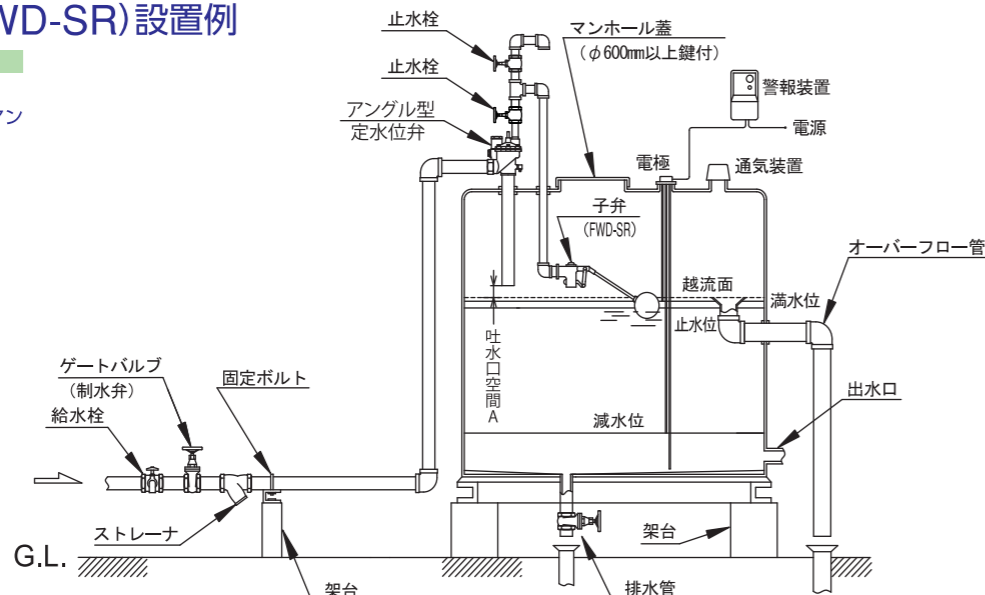 WD-SR)設置例
アン
止水栓
止水栓
アングル型
定水位弁
マンホール蓋
(φ600mm以上鍵付)
警報装置
電源
電極
通気装置
子弁
(FWD-SR)
オーバーフロー管
越流面
満水位
止水位
吐水口空間A
ゲートバルブ
(制水弁)
給水栓
固定ボルト
出水口
減水位
ストレーナ
架台
G.L.
架台
排水管